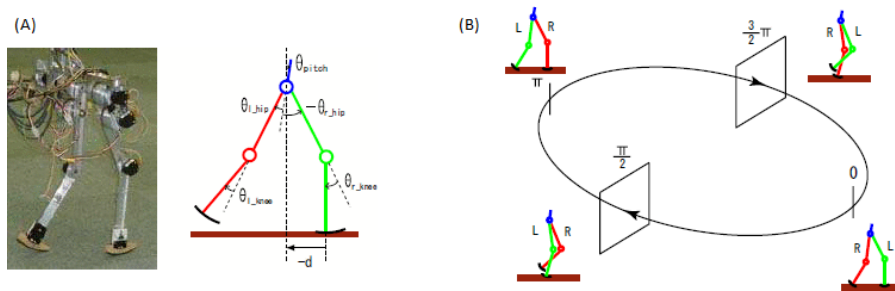 (A)
θpitch
θl_hip
-θr_hip
θl_knee
θr_knee
-d
(B)
L R
π
3/2 π
R L
π/2
L R
0
R L